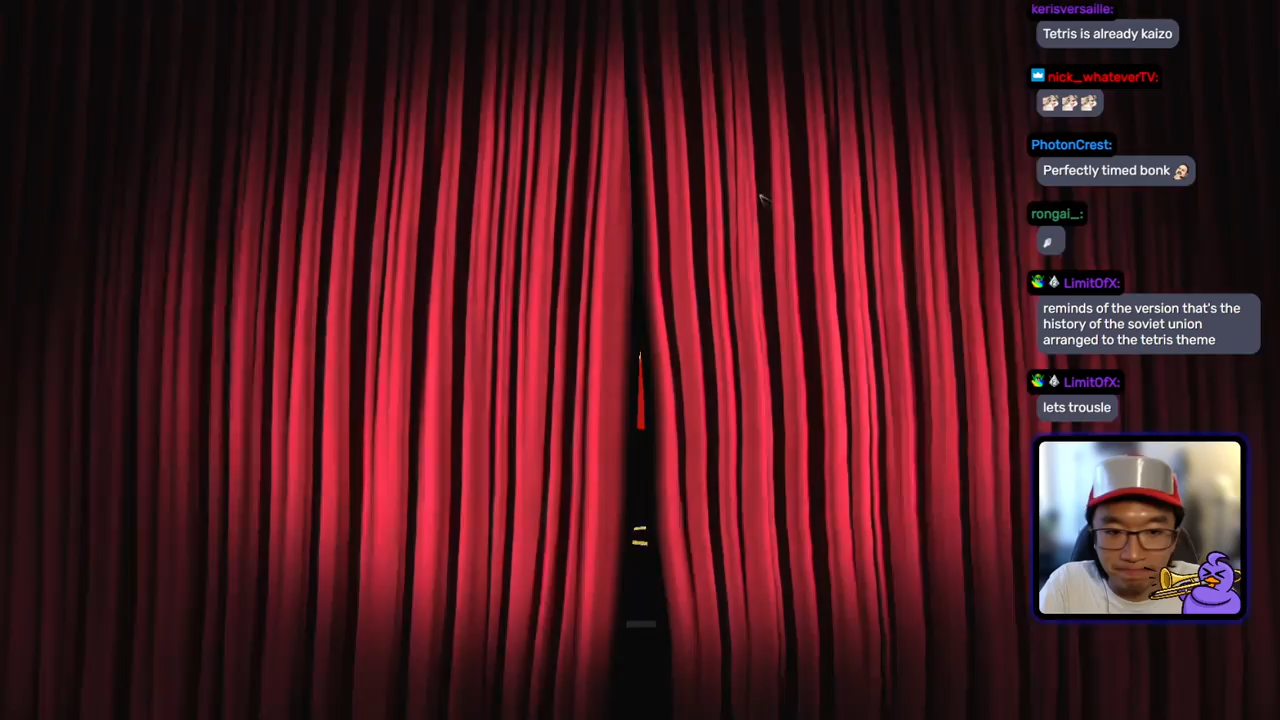 kerisversaille:
Tetris is already kaizo
nick_whateverTV:
PhotonCrest:
Perfectly timed bonk
rongai_:
LimitOfX:
reminds of the version that's the
history of the soviet union
arranged to the tetris theme
LimitOfX:
lets trousle